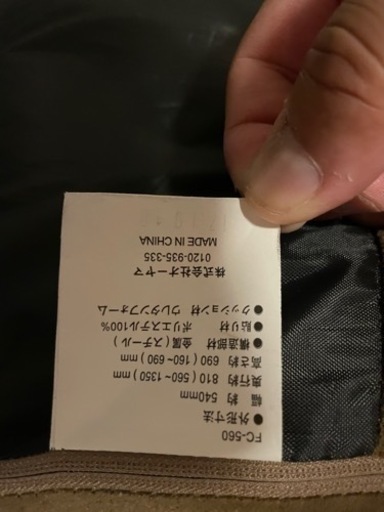 FC-560
●外形寸法
幅 約 540mm
奥行約 810 (560~1350) mm
高さ約 690 (160~690) mm
●構造部材 金属 (スチール)
●貼り材 ポリエステル100%
●クッション材 ウレタンフォーム
株式会社オーヤマ
0120-935-335
MADE IN CHINA